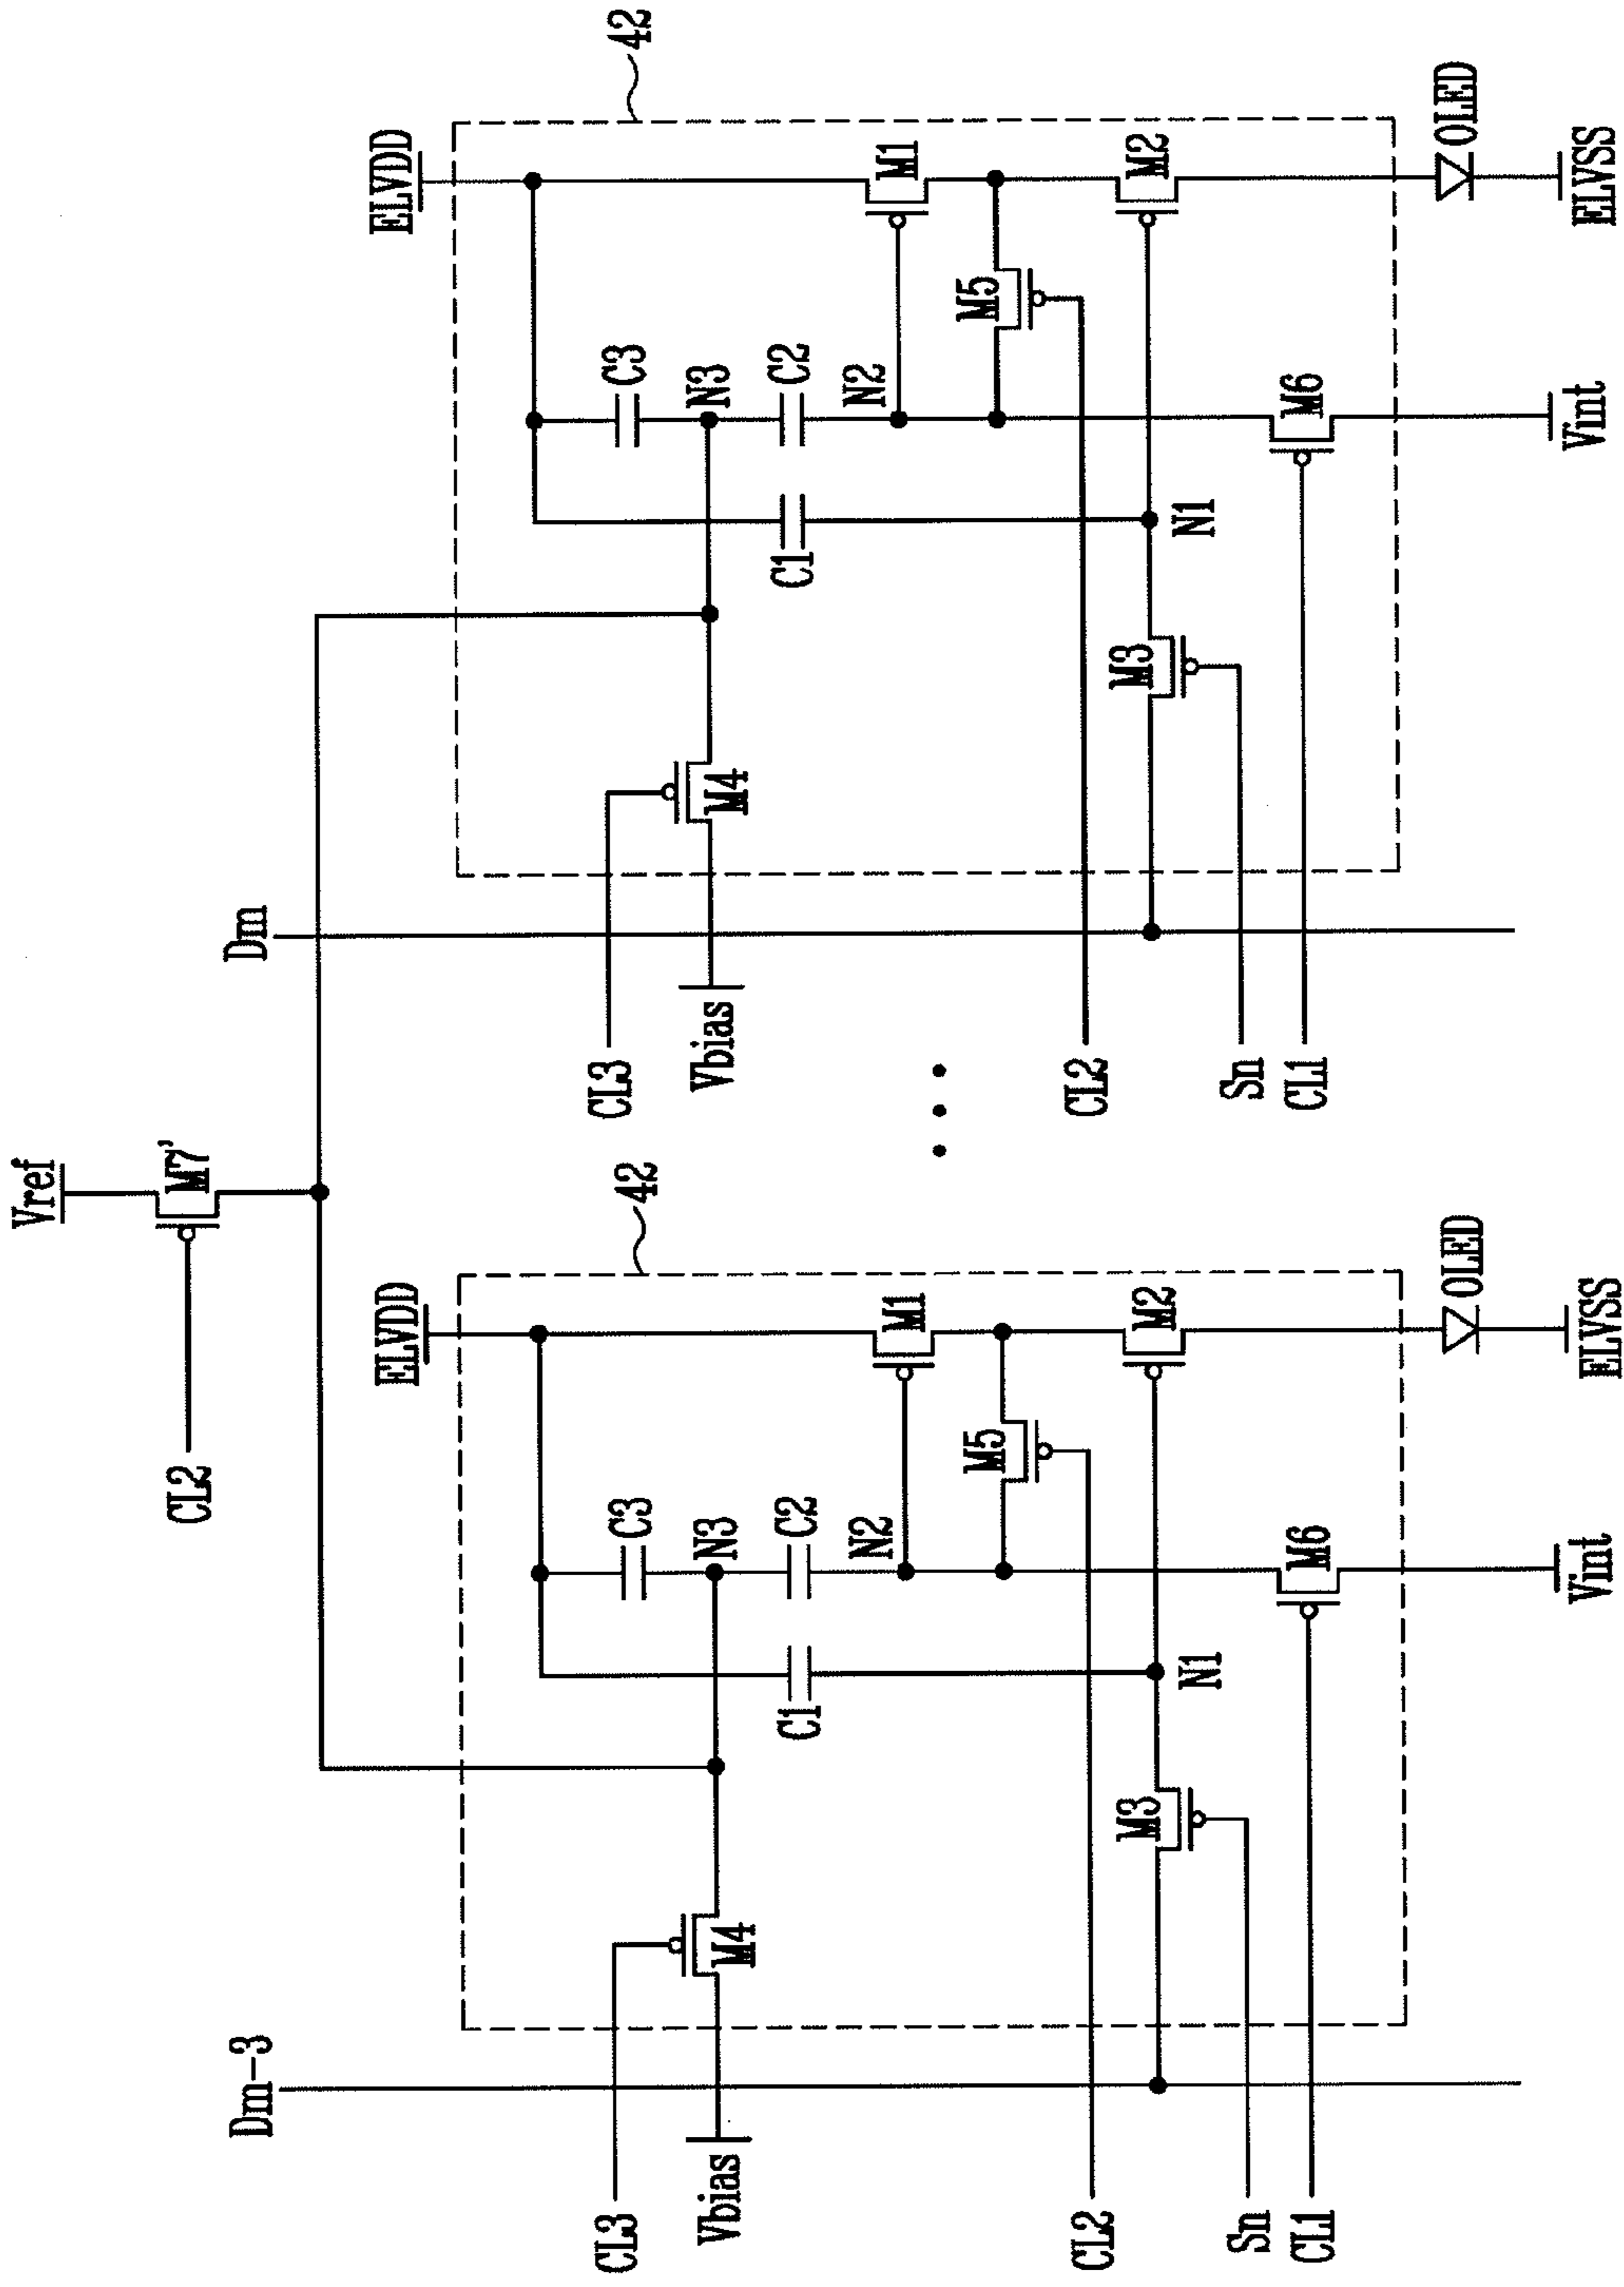 Vref
CL2
M7'
Dm-3
ELVDD
42
CL3
C3
M4
N3
Vbias
C1
C2
N2
M1
M5
CL2
M3
N1
M2
Sn
CL1
M6
OLED
Vint
ELVSS
Dm
ELVDD
42
CL3
C3
M4
N3
Vbias
C1
C2
N2
M1
M5
CL2
M3
N1
M2
Sn
CL1
M6
OLED
Vint
ELVSS